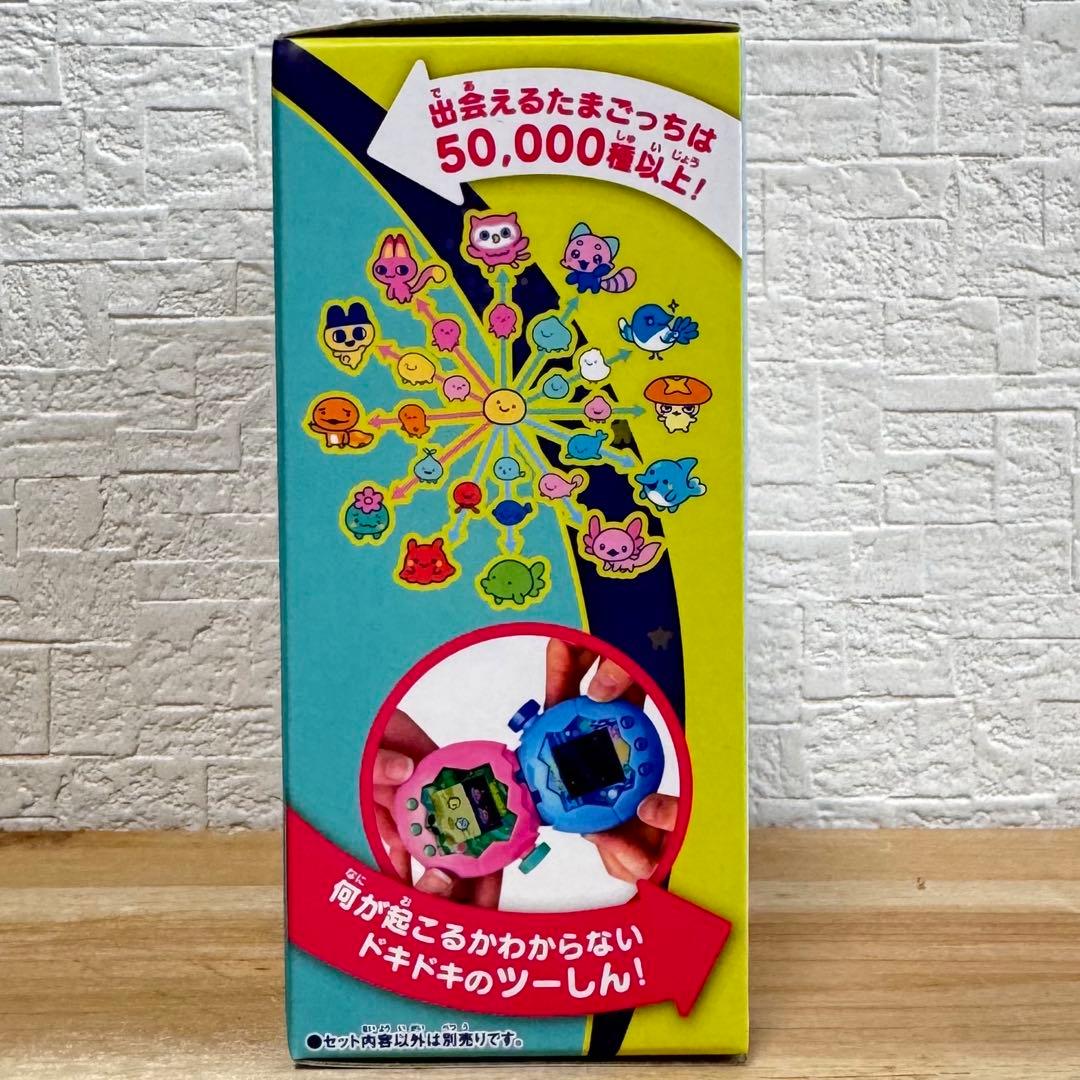 出会えるたまごっちは
50,000種以上!
何が起こるかわからない
ドキドキのツーしん!
●セット内容以外は別売りです。